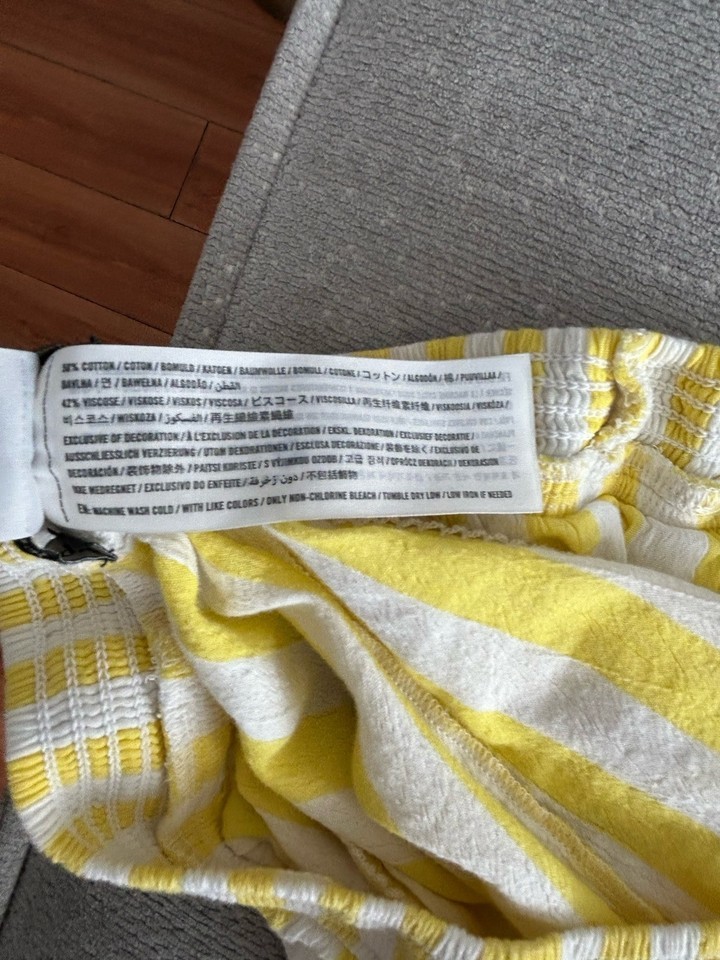 58% COTTON / COTON / BOMULD / KATOEN / BAUMWOLLE / BOMULL / COTONE / コットン / ALGODÓN / 棉 / PUUVILLAA /
BAVLNA / 면 / BAWEŁNA / ALGODÃO / القطن
42% VISCOSE / VISKOSE / VISKOS / VISCOSA / ビスコース / VISCOSILLA / 再生纤维素纤维 / VISKOOSIA / VISKÓZA /
비스코스 / WISKOZA / الفسكوز / 再生纖維素纖維
EXCLUSIVE OF DECORATION / À L'EXCLUSION DE LA DÉCORATION / EKSKL. DEKORATION / EXCLUSIEF DECORATIE /
AUSSCHLIESSLICH VERZIERUNG / UTOM DEKORATIONEN / ESCLUSA DECORAZIONE / 装飾を除く / EXCLUSIVO DE
DECORACIÓN / 装饰物除外 / PAITSI KORISTE / S VÝJIMKOU OZDOB / 장식 / OPRÓCZ DEKORACJI / DEKORASJON
IKKE MEDREGNET / EXCLUSIVO DO ENFEITE / دون زخرفة / 不包括飾物
EN: MACHINE WASH COLD / WITH LIKE COLORS / ONLY NON-CHLORINE BLEACH / TUMBLE DRY LOW / LOW IRON IF NEEDED